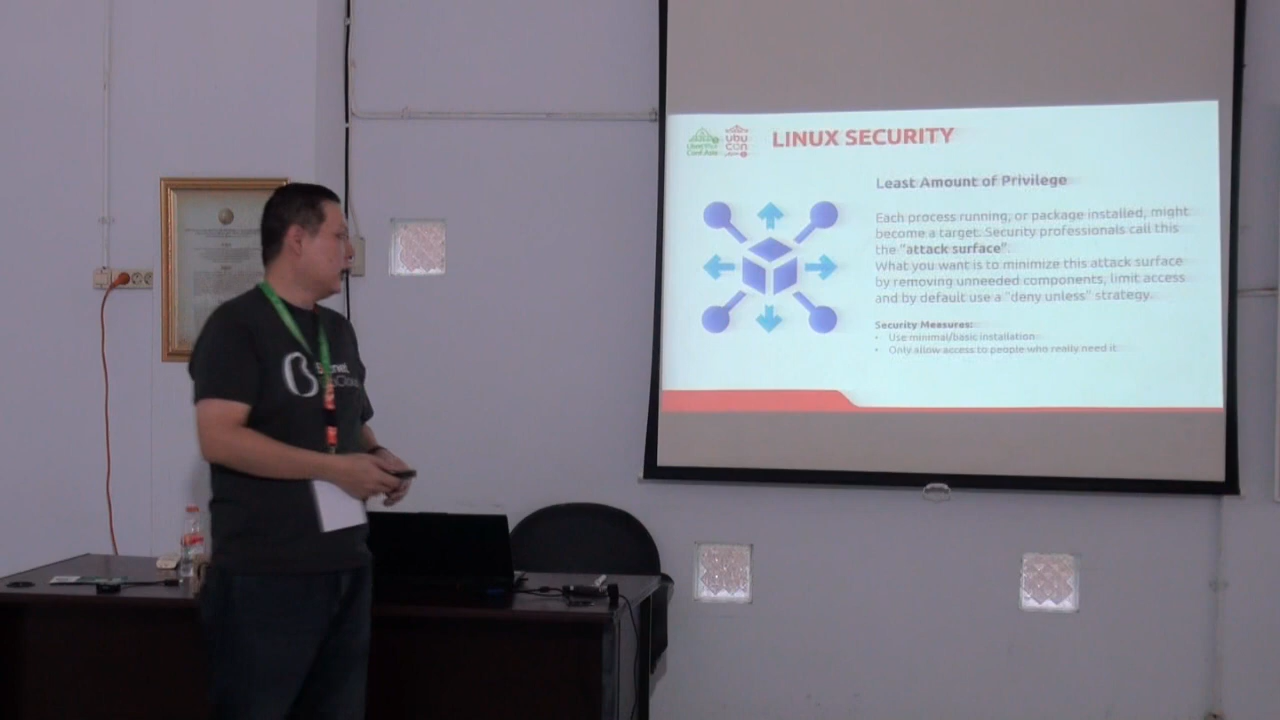 LINUX SECURITY
ubu
con
Least Amount of Privilege
Each process running, or package installed, might
become a target. Security professionals call this
the "attack surface".
What you want is to minimize this attack surface
by removing unneeded components, limit access
and by default use a "deny unless" strategy.
Security Measures:
• Use minimal/basic installation
• Only allow access to people who really need it